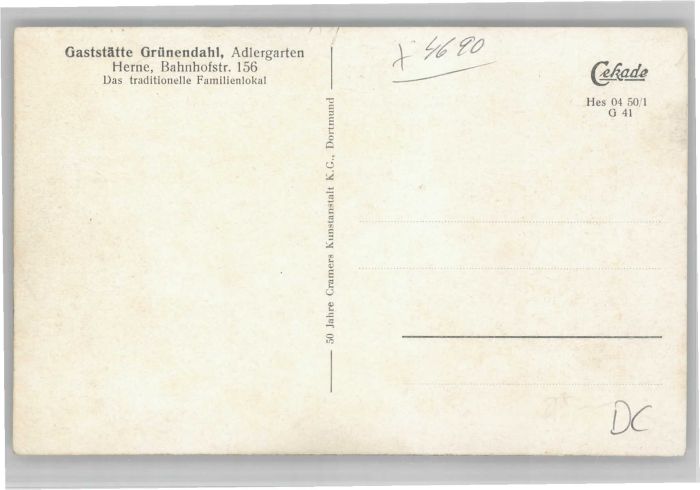 Gaststätte Grünendahl, Adlergarten
Herne, Bahnhofstr. 156
Das traditionelle Familienlokal
50 Jahre Cramers Kunstanstalt K.G., Dortmund
4690
Cekade
Hes 04 50/1
G 41
DC